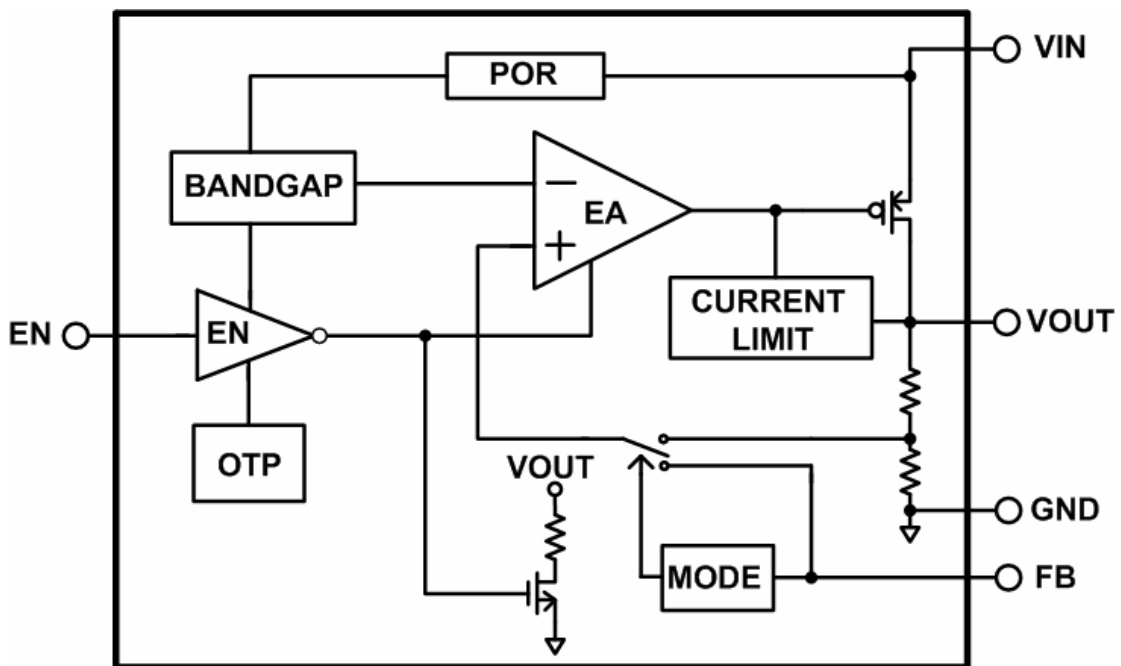 VIN
POR
BANDGAP
−
EA
+
CURRENT
LIMIT
EN
EN
VOUT
OTP
VOUT
GND
MODE
FB